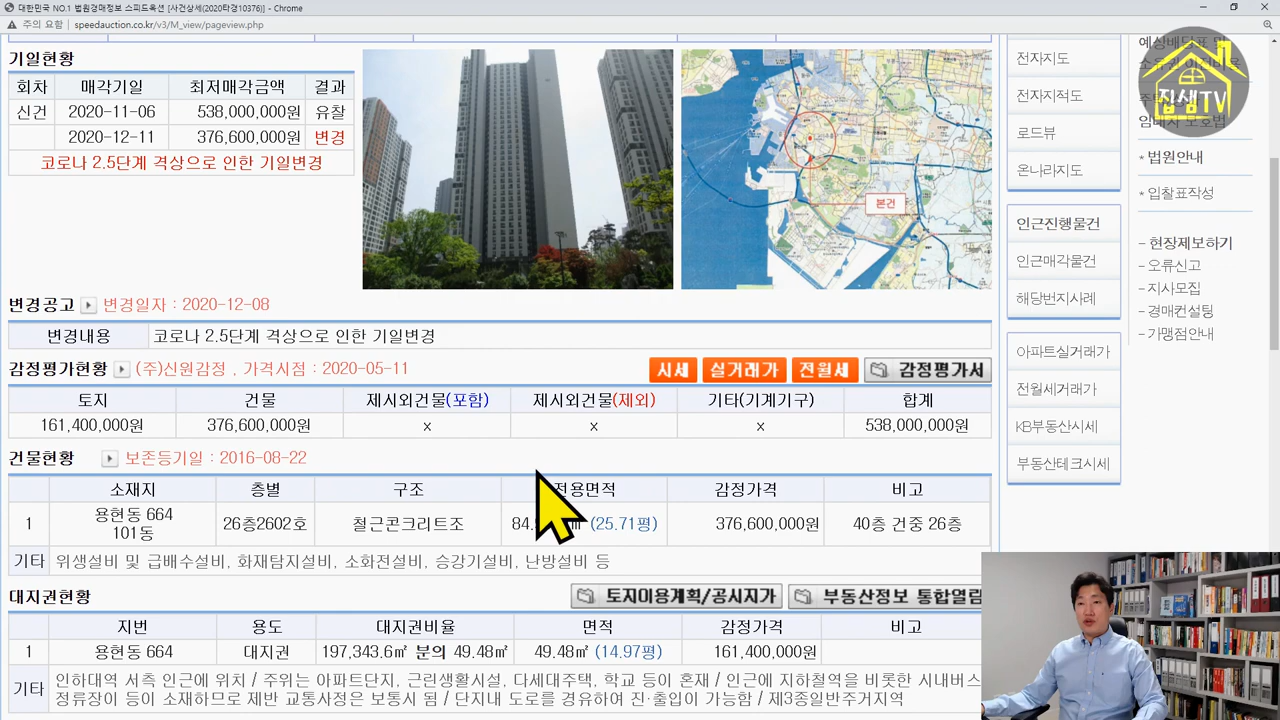 대한민국 NO.1 법원경매정보 스피드옥션 [사건상세(2020타경10376)] - Chrome
주의 요함 speedauction.co.kr/v3/M_view/pageview.php
기일현황
회차 매각기일 최저매각금액 결과
신건 2020-11-06 538,000,000원 유찰
2020-12-11 376,600,000원 변경
코로나 2.5단계 격상으로 인한 기일변경
본건
변경공고 변경일자 : 2020-12-08
변경내용 코로나 2.5단계 격상으로 인한 기일변경
감정평가현황 (주)신원감정 , 가격시점 : 2020-05-11
시세 실거래가 전월세 감정평가서
토지 건물 제시외건물(포함) 제시외건물(제외) 기타(기계기구) 합계
161,400,000원 376,600,000원 x x x 538,000,000원
건물현황 보존등기일 : 2016-08-22
소재지 층별 구조 전용면적 감정가격 비고
1 용현동 664 101동 26층2602호 철근콘크리트조 (25.71평) 376,600,000원 40층 건중 26층
기타 위생설비 및 급배수설비, 화재탐지설비, 소화전설비, 승강기설비, 난방설비 등
대지권현황
토지이용계획/공시지가 부동산정보 통합열람
지번 용도 대지권비율 면적 감정가격 비고
1 용현동 664 대지권 197,343.6㎡ 분의 49.48㎡ 49.48㎡ (14.97평) 161,400,000원
기타 인하대역 서측 인근에 위치 / 주위는 아파트단지, 근린생활시설, 다세대주택, 학교 등이 혼재 / 인근에 지하철역을 비롯한 시내버스
정류장이 등이 소재하므로 제반 교통사정은 보통시 됨 / 단지내 도로를 경유하여 진·출입이 가능함 / 제3종일반주거지역
전자지도
전자지적도
로드뷰
온나라지도
인근진행물건
인근매각물건
해당번지사례
아파트실거래가
전월세거래가
KB부동산시세
부동산테크시세
집샘TV
* 법원안내
* 입찰표작성
- 현장제보하기
- 오류신고
- 지사모집
- 경매컨설팅
- 가맹점안내